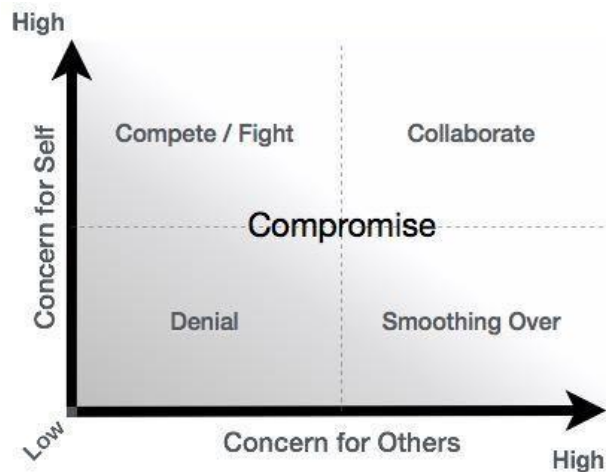 High
Concern for Self
Compete / Fight
Collaborate
Compromise
Denial
Smoothing Over
Low
Concern for Others
High